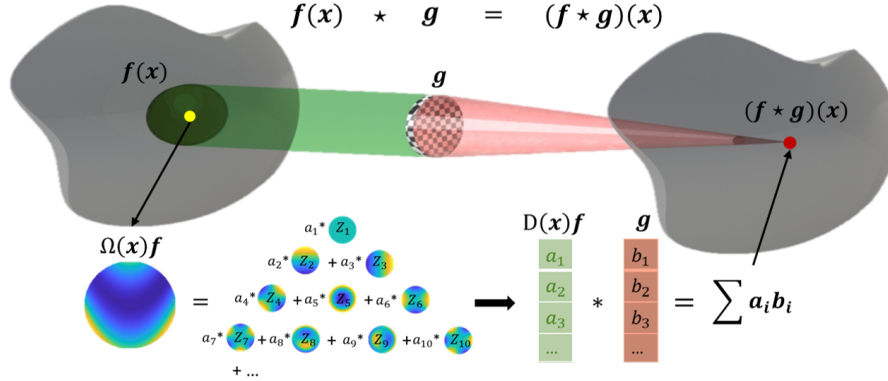 f(x) ⋆ g = (f ⋆ g)(x)
f(x)
g
(f ⋆ g)(x)
Ω(x)f
=
a₁* Z₁
a₂* Z₂ + a₃* Z₃
a₄* Z₄ + a₅* Z₅ + a₆* Z₆
a₇* Z₇ + a₈* Z₈ + a₉* Z₉ + a₁₀* Z₁₀
+ ...
D(x)f
a₁
a₂
a₃
...
*
g
b₁
b₂
b₃
...
= ∑ aᵢbᵢ